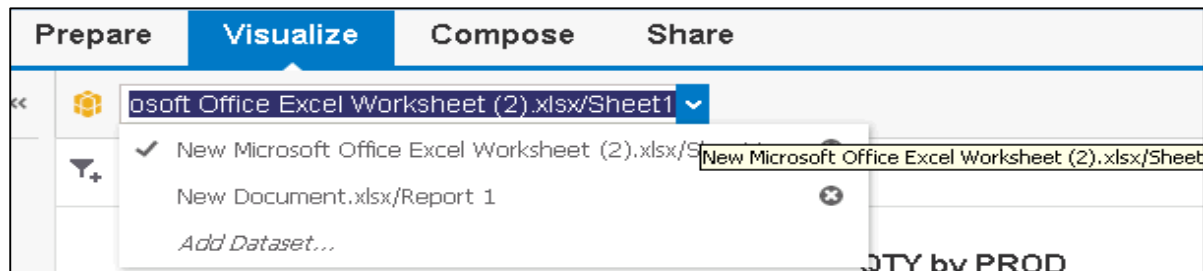 Prepare Visualize Compose Share
osoft Office Excel Worksheet (2).xlsx/Sheet1
New Microsoft Office Excel Worksheet (2).xlsx/S
New Microsoft Office Excel Worksheet (2).xlsx/Sheet
New Document.xlsx/Report 1
Add Dataset...
QTY by PROD